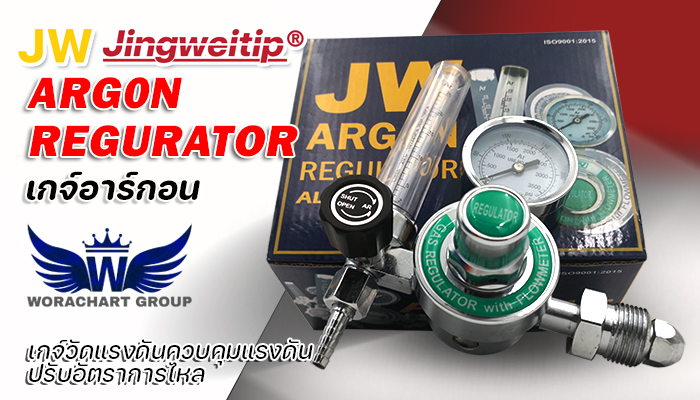 JW Jingweitip®
ARGON
REGURATOR
เกจ์อาร์กอน
W
WORACHART GROUP
เกจ์วัดแรงดันควบคุมแรงดัน
ปรับอัตราการไหล
ISO9001:2015
JW
ARGON
REGUL
AL
SHUT AR
OPEN
REGULATOR
GAS REGULATOR with FLOWMETER
ISO9001:2015